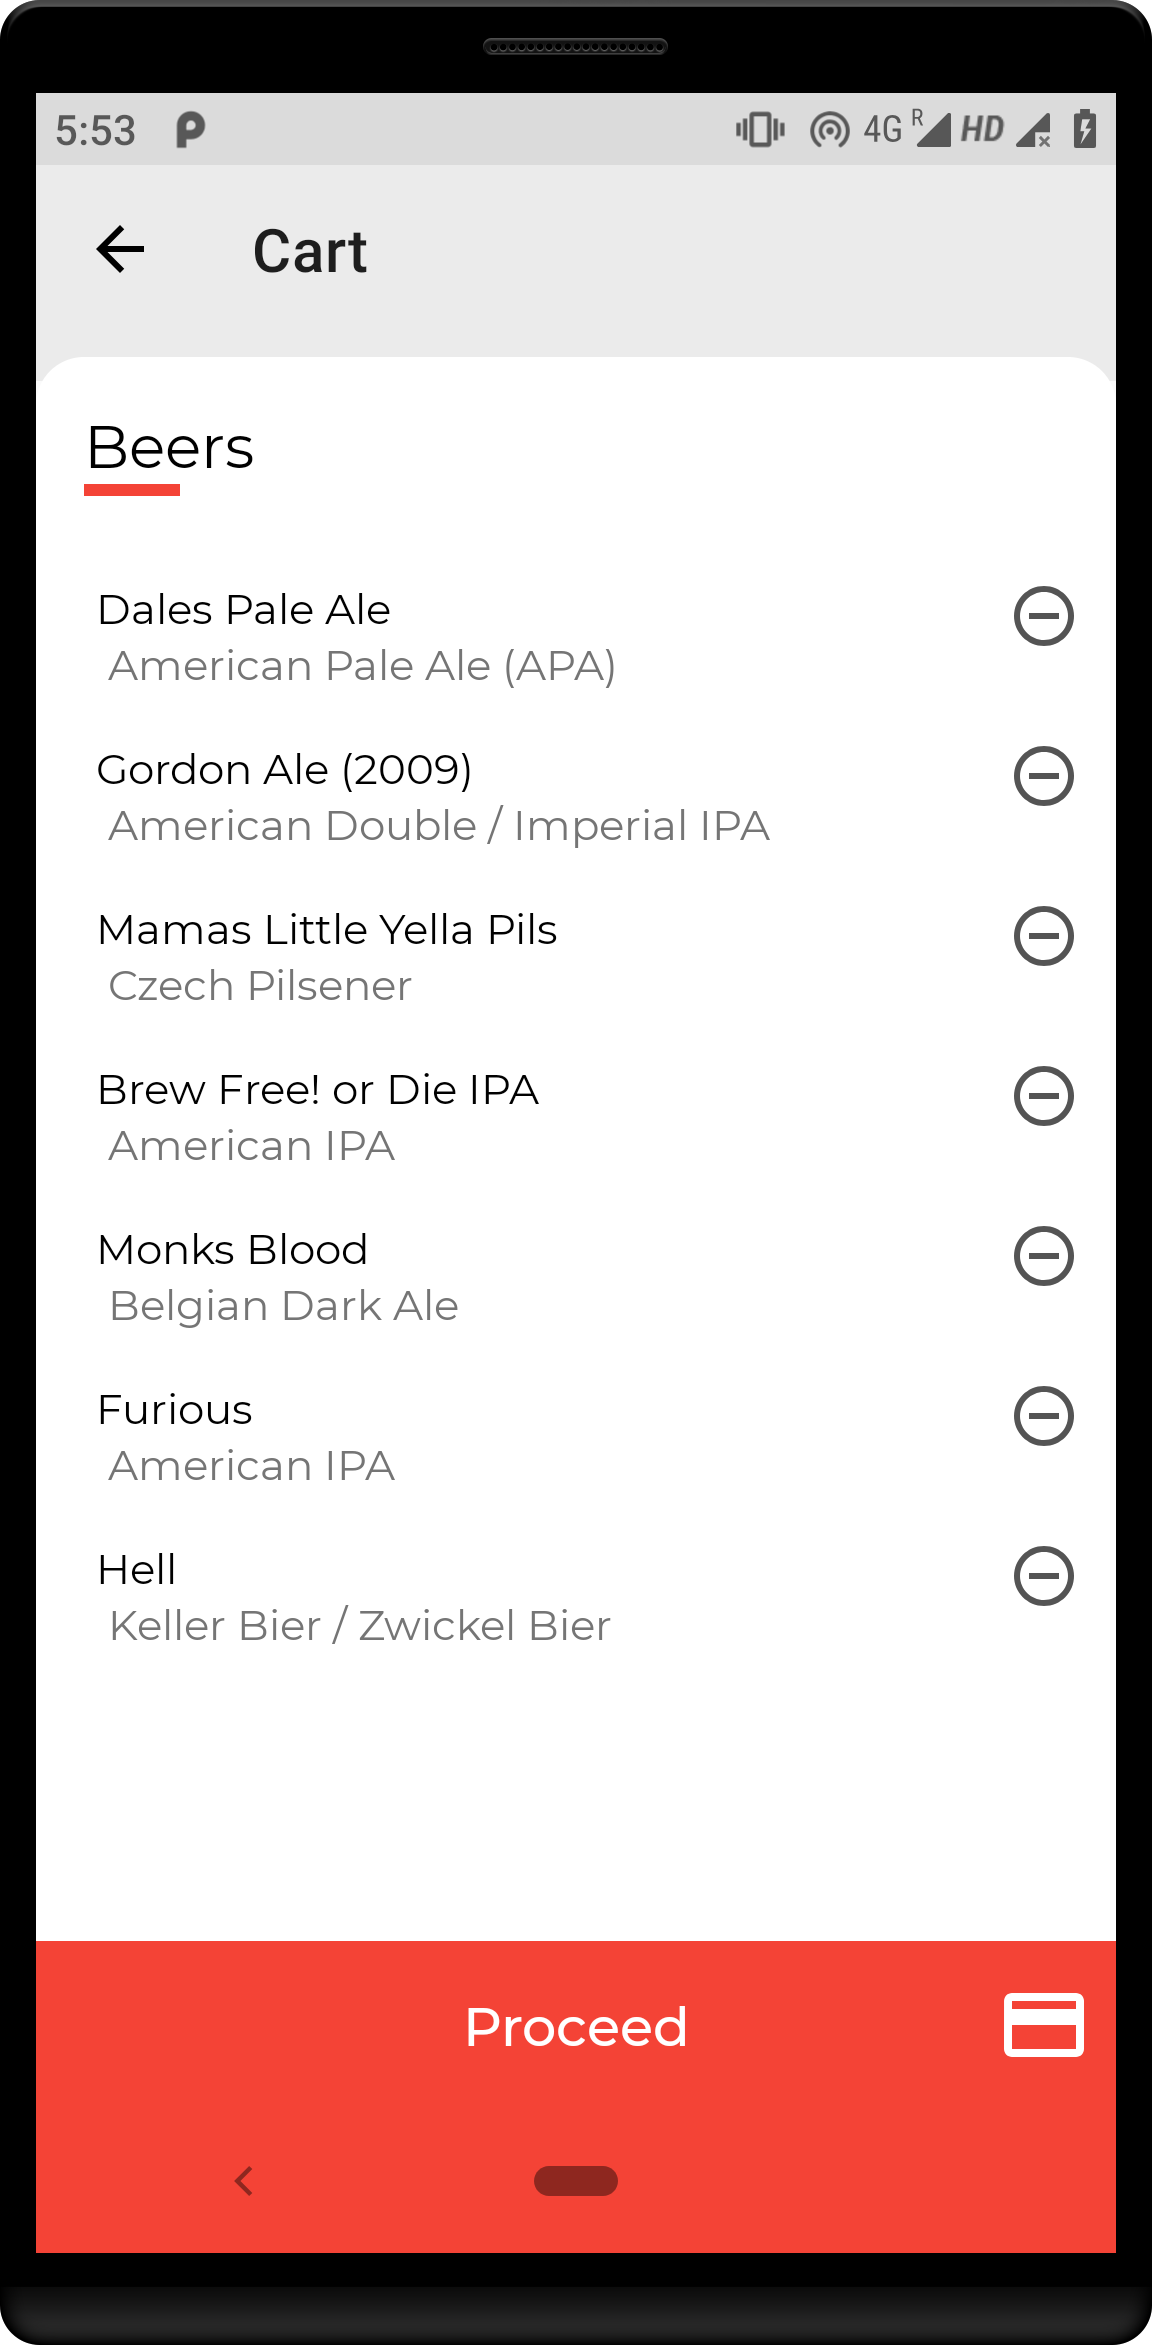 5:53 4G R HD
Cart
Beers
Dales Pale Ale
American Pale Ale (APA)
Gordon Ale (2009)
American Double / Imperial IPA
Mamas Little Yella Pils
Czech Pilsener
Brew Free! or Die IPA
American IPA
Monks Blood
Belgian Dark Ale
Furious
American IPA
Hell
Keller Bier / Zwickel Bier
Proceed